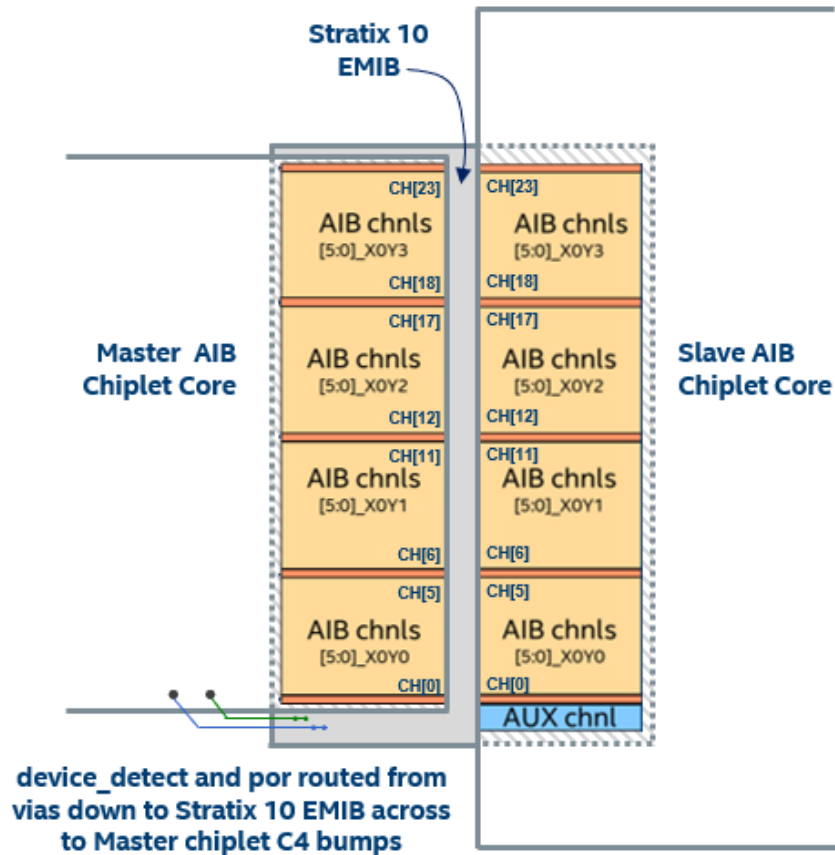 Stratix 10
EMIB
CH[23]
AIB chnls
[5:0]_X0Y3
CH[18]
CH[17]
AIB chnls
[5:0]_X0Y2
CH[12]
CH[11]
AIB chnls
[5:0]_X0Y1
CH[6]
CH[5]
AIB chnls
[5:0]_X0Y0
CH[0]
CH[23]
AIB chnls
[5:0]_X0Y3
CH[18]
CH[17]
AIB chnls
[5:0]_X0Y2
CH[12]
CH[11]
AIB chnls
[5:0]_X0Y1
CH[6]
CH[5]
AIB chnls
[5:0]_X0Y0
CH[0]
AUX chnl
Master AIB
Chiplet Core
Slave AIB
Chiplet Core
device_detect and por routed from
vias down to Stratix 10 EMIB across
to Master chiplet C4 bumps